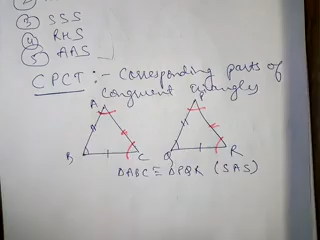 ③ SSS
④ RHS
⑤ AAS
CPCT :- Corresponding parts of
Congruent triangles
A
B C Q R
ΔABC ≅ ΔPQR (SAS)